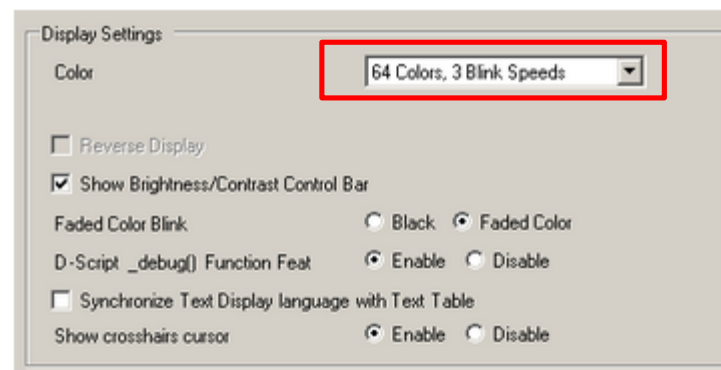 Display Settings
Color 64 Colors, 3 Blink Speeds
Reverse Display
Show Brightness/Contrast Control Bar
Faded Color Blink Black Faded Color
D-Script _debug() Function Feat Enable Disable
Synchronize Text Display language with Text Table
Show crosshairs cursor Enable Disable